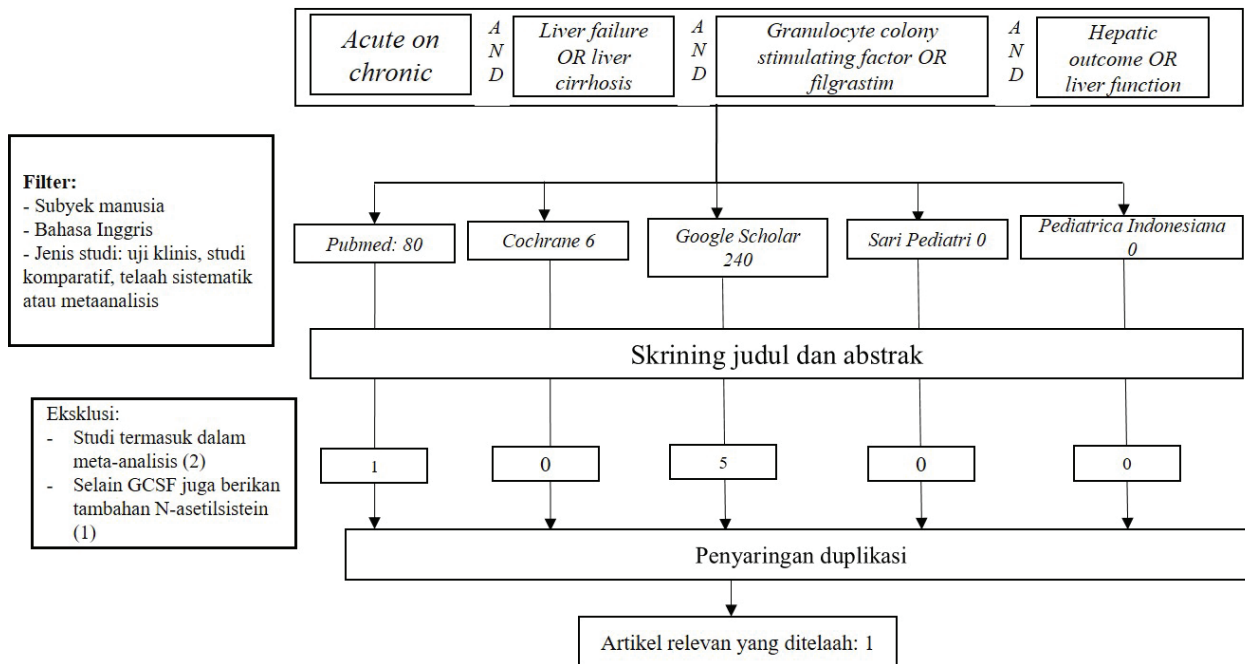 Acute on
chronic
A
N
D
Liver failure
OR liver
cirrhosis
A
N
D
Granulocyte colony
stimulating factor OR
filgrastim
A
N
D
Hepatic
outcome OR
liver function
Filter:
- Subyek manusia
- Bahasa Inggris
- Jenis studi: uji klinis, studi
komparatif, telaah sistematik
atau metaanalisis
Pubmed: 80
Cochrane 6
Google Scholar
240
Sari Pediatri 0
Pediatrica Indonesiana
0
Skrining judul dan abstrak
Eksklusi:
- Studi termasuk dalam
meta-analisis (2)
- Selain GCSF juga berikan
tambahan N-asetilsistein
(1)
1
0
5
0
0
Penyaringan duplikasi
Artikel relevan yang ditelaah: 1